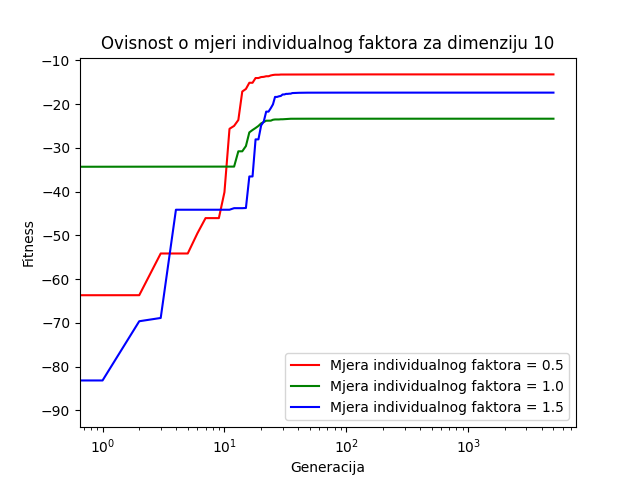 Ovisnost o mjeri individualnog faktora za dimenziju 10
−10
−20
−30
−40
−50
−60
−70
−80
−90
Fitness
10⁰
10¹
10²
10³
Generacija
Mjera individualnog faktora = 0.5
Mjera individualnog faktora = 1.0
Mjera individualnog faktora = 1.5